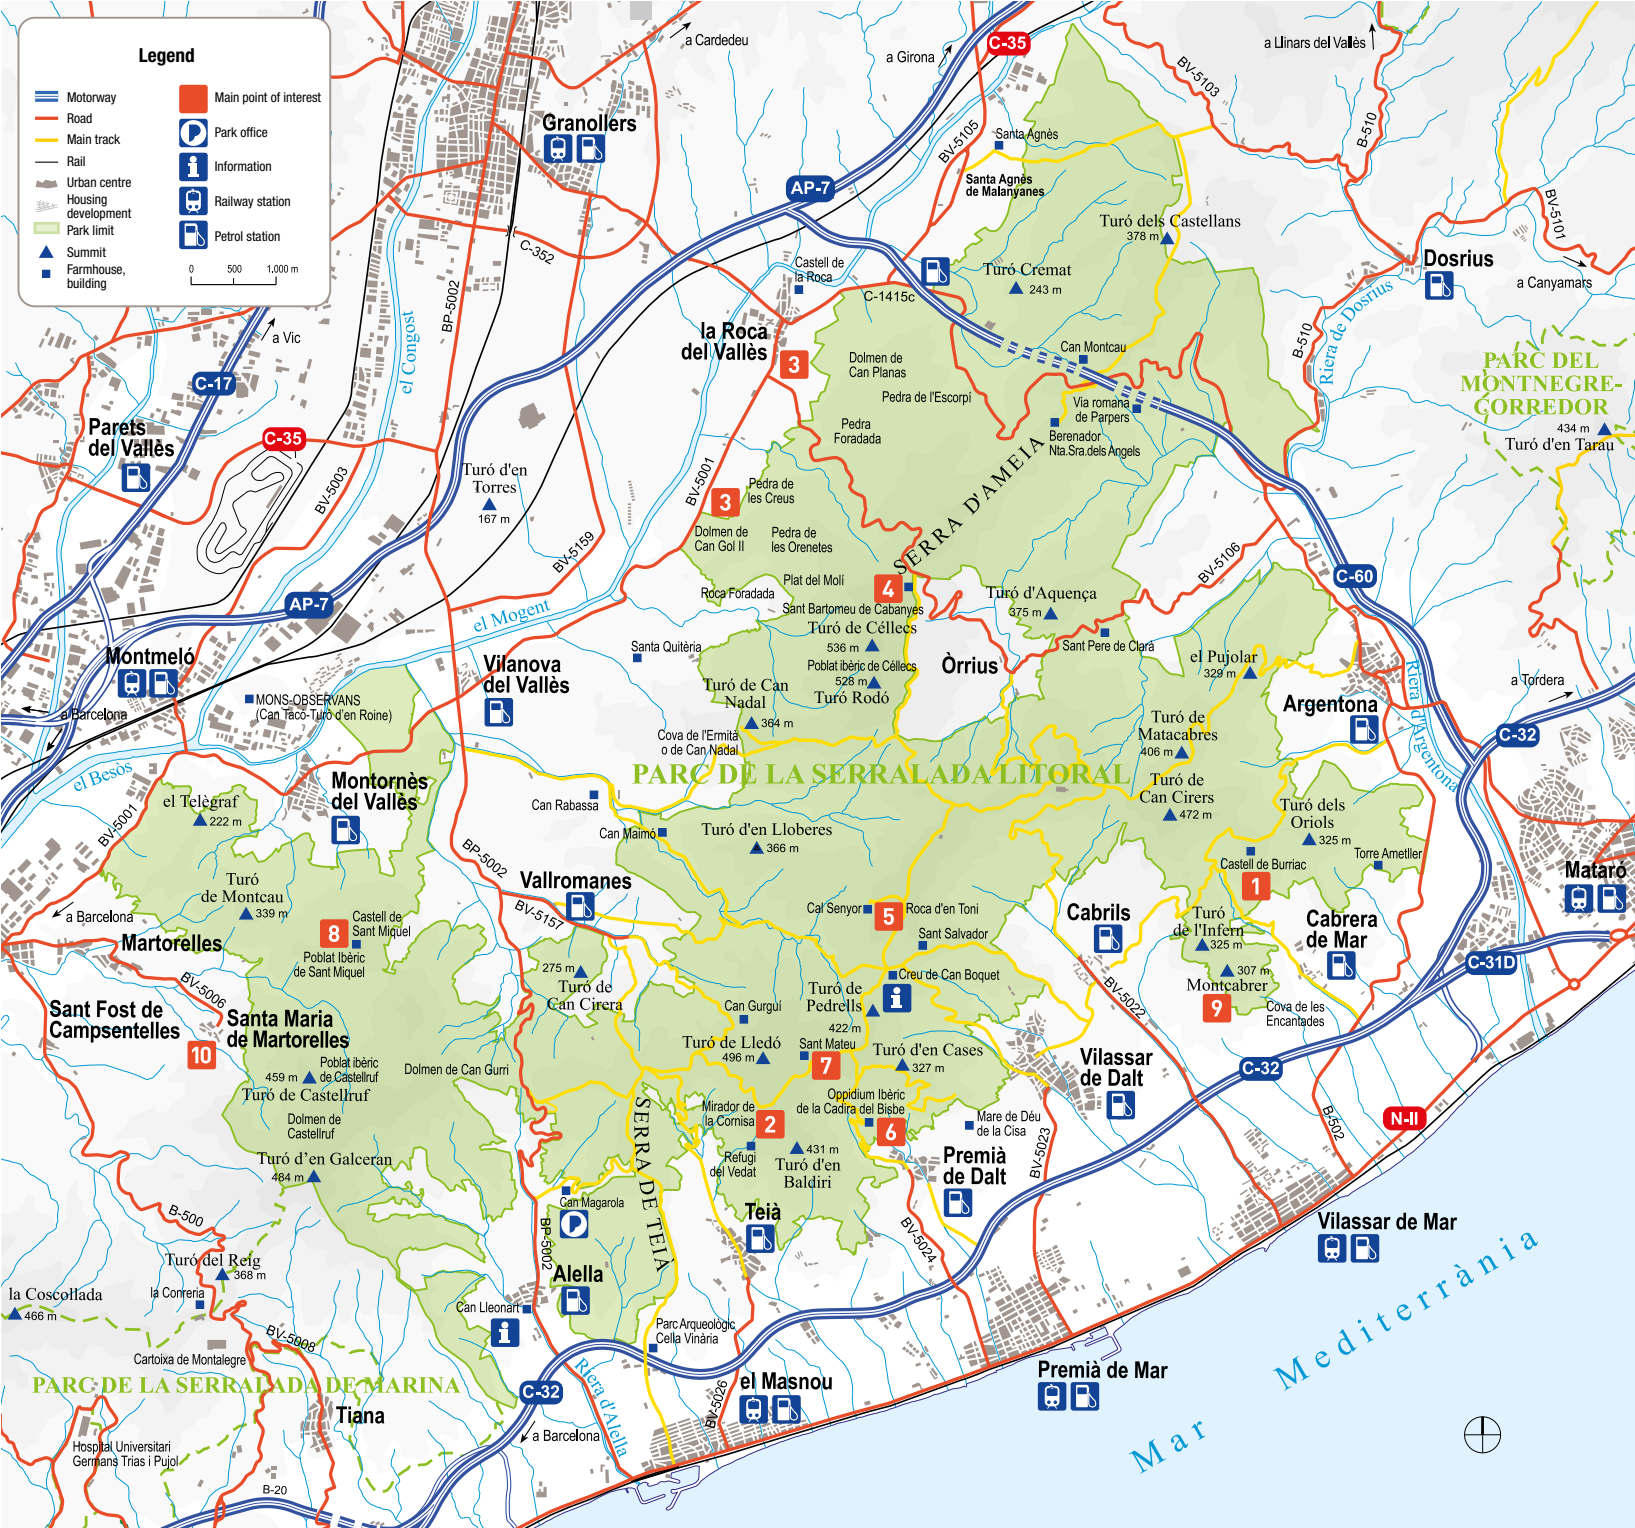 Legend
Motorway
Road
Main track
Rail
Urban centre
Housing
development
Park limit
Summit
Farmhouse,
building
Main point of interest
Park office
Information
Railway station
Petrol station
0 500 1,000 m
a Cardedeu
a Girona
C-35
a Llinars del Vallès
BV-5103
B-510
Granollers
BV-5105
Santa Agnès
Santa Agnès
de Malanyanes
AP-7
C-352
BV-5101
Turó dels Castellans
378 m
Dosrius
a Canyamars
Castell de
la Roca
Turó Cremat
243 m
C-1415c
BP-5002
el Congost
a Vic
la Roca
del Vallès
3
Riera de Dosrius
B-510
Can Montcau
PARC DEL
MONTNEGRE-
CORREDOR
434 m
Turó d'en Tarau
C-17
Dolmen de
Can Planas
Pedra de l'Escorpí
Via romana
de Parpers
Pedra
Foradada
Berenador
Nta.Sra.dels Angels
Parets
del Vallès
C-35
BV-5003
Turó d'en
Torres
167 m
BV-5001
3
Pedra de
les Creus
SERRA D'AMEIA
Dolmen de
Can Gol II
Pedra de
les Orenetes
BV-5159
BV-5106
C-60
Plat del Molí
4
Roca Foradada
Sant Bartomeu de Cabanyes
Turó d'Aquença
375 m
AP-7
el Mogent
Turó de Céllecs
536 m
Sant Pere de Clarà
Santa Quitèria
Poblat ibèric de Céllecs
528 m
Turó Rodó
Òrrius
el Pujolar
329 m
Montmeló
Vilanova
del Vallès
Turó de Can
Nadal
364 m
MONS-OBSERVANS
(Can Tacó-Turó d'en Roine)
a Barcelona
Argentona
Riera d'Argentona
a Tordera
C-32
Turó de
Matacabres
406 m
Cova de l'Ermità
o de Can Nadal
PARC DE LA SERRALADA LITORAL
el Besòs
Montornès
del Vallès
Can Rabassa
Turó de
Can Cirers
472 m
el Telègraf
222 m
BV-5001
Can Maimó
Turó d'en Lloberes
366 m
Turó dels
Oriols
325 m
BP-5002
Castell de Burriac
Torre Ametller
1
Mataró
Vallromanes
BV-5157
Turó
de Montcau
339 m
a Barcelona
Martorelles
8
Castell de
Sant Miquel
Poblat Ibèric
de Sant Miquel
Cal Senyor
5
Roca d'en Toni
Cabrils
Turó
de l'Infern
325 m
Cabrera
de Mar
Sant Salvador
C-31D
275 m
Turó de
Can Cirera
Creu de Can Boquet
Turó de
Pedrells
422 m
307 m
Montcabrer
9
BV-5006
BV-5022
Sant Fost de
Campsentelles
Santa Maria
de Martorelles
Can Gurguí
Cova de les
Encantades
10
Turó de Lledó
496 m
Sant Mateu
7
Turó d'en Cases
327 m
Vilassar
de Dalt
C-32
Poblat ibèric
de Castellruf
459 m
Turó de Castellruf
Dolmen de Can Gurri
Dolmen de
Castellruf
Mirador de
la Cornisa
2
Oppidium Ibèric
de la Cadira del Bisbe
6
Mare de Déu
de la Cisa
B-502
N-II
SERRA DE TEIÀ
Refugi
del Vedat
431 m
Turó d'en
Baldiri
Premià
de Dalt
BV-5023
Turó d'en Galceran
484 m
Can Magarola
B-500
BP-5002
Teià
BV-5024
Vilassar de Mar
Turó del Reig
368 m
la Conreria
la Coscollada
466 m
Alella
Can Lleonart
BV-5008
Parc Arqueològic
Cella Vinària
Cartoixa de Montalegre
PARC DE LA SERRALADA DE MARINA
C-32
Riera d'Alella
Premià de Mar
el Masnou
BV-5026
Tiana
a Barcelona
Hospital Universitari
Germans Trias i Pujol
B-20
Mar Mediterrània